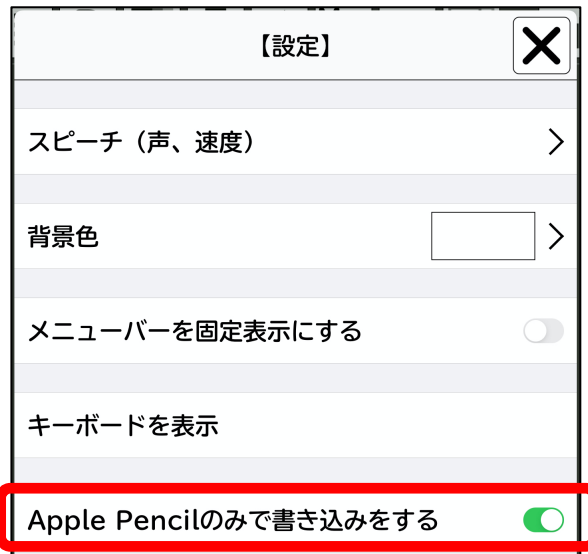 【設定】
スピーチ（声、速度）
背景色
メニューバーを固定表示にする
キーボードを表示
Apple Pencilのみで書き込みをする